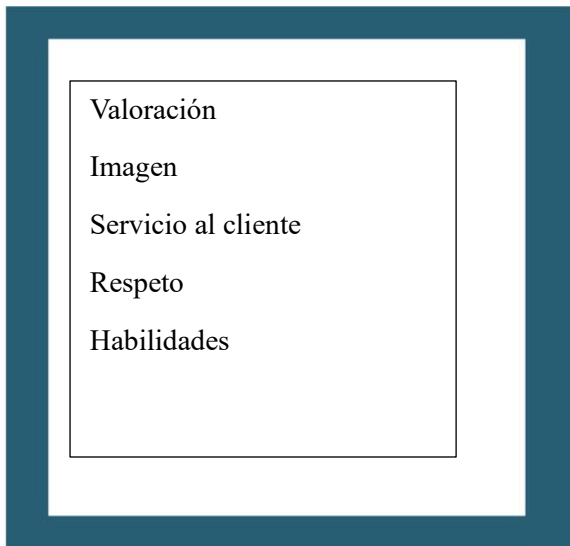 Valoración
Imagen
Servicio al cliente
Respeto
Habilidades